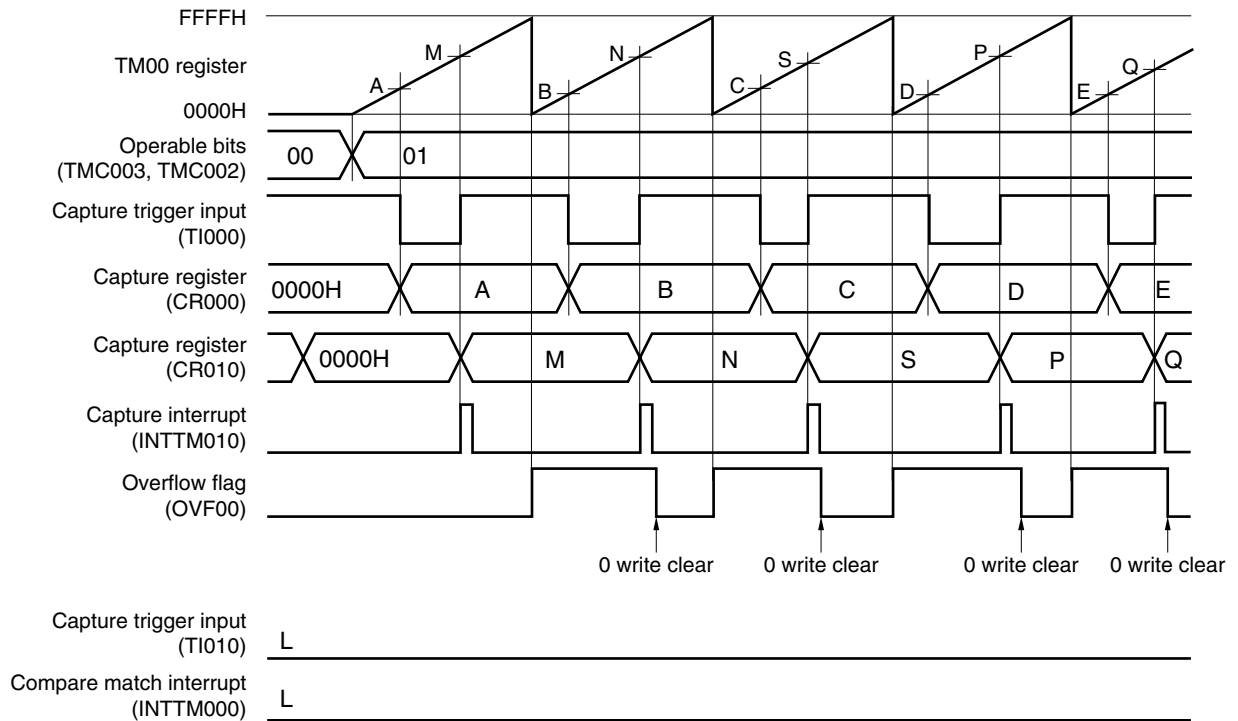 FFFFH
TM00 register
0000H
M
A
N
B
S
C
P
D
Q
E
Operable bits
(TMC003, TMC002)
00
01
Capture trigger input
(TI000)
Capture register
(CR000)
0000H
A
B
C
D
E
Capture register
(CR010)
0000H
M
N
S
P
Q
Capture interrupt
(INTTM010)
Overflow flag
(OVF00)
0 write clear
0 write clear
0 write clear
0 write clear
Capture trigger input
(TI010)
L
Compare match interrupt
(INTTM000)
L